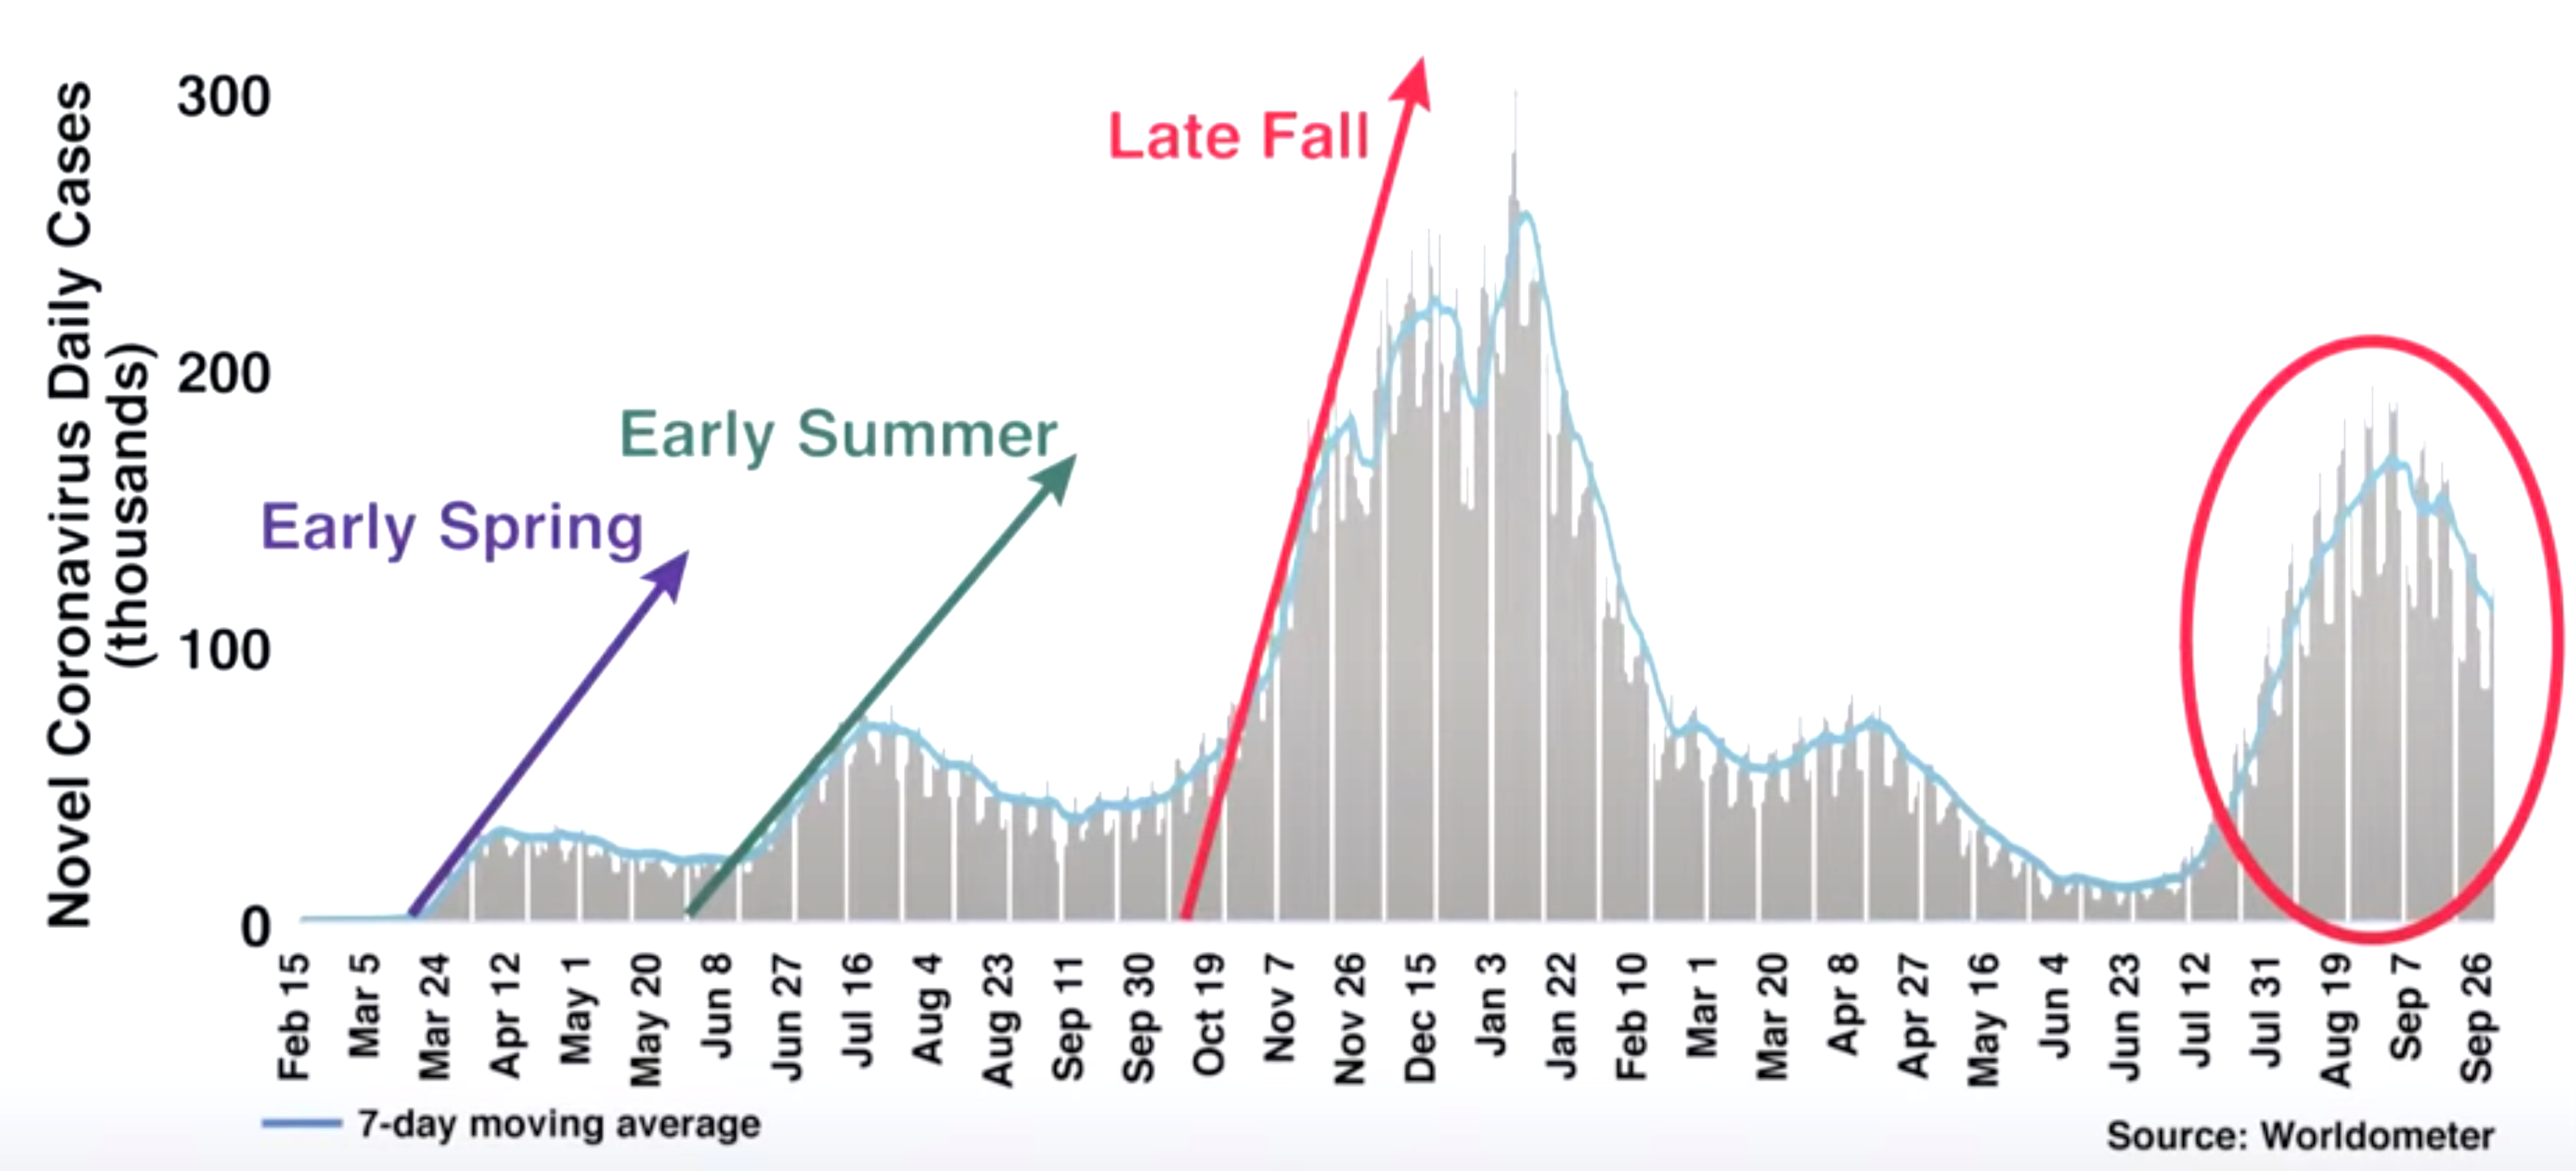 Novel Coronavirus Daily Cases
(thousands)
300
200
100
0
Early Spring
Early Summer
Late Fall
Feb 15
Mar 5
Mar 24
Apr 12
May 1
May 20
Jun 8
Jun 27
Jul 16
Aug 4
Aug 23
Sep 11
Sep 30
Oct 19
Nov 7
Nov 26
Dec 15
Jan 3
Jan 22
Feb 10
Mar 1
Mar 20
Apr 8
Apr 27
May 16
Jun 4
Jun 23
Jul 12
Jul 31
Aug 19
Sep 7
Sep 26
7-day moving average
Source: Worldometer